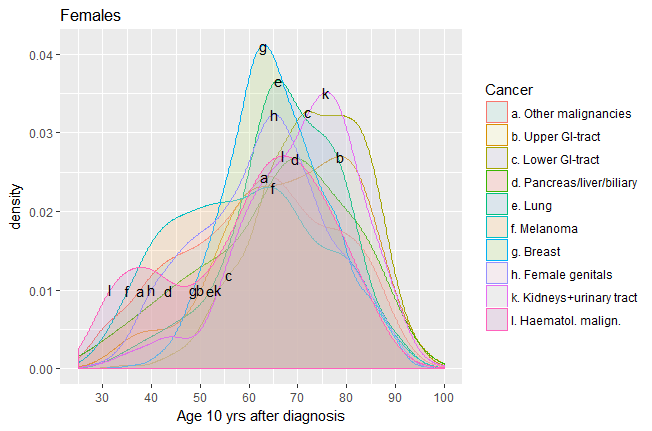 Females
0.04
0.03
0.02
0.01
0.00
density
g
e
k
h
c
l
d
b
a
f
c
l
f
a
h
d
g
b
e
k
30
40
50
60
70
80
90
100
Age 10 yrs after diagnosis
Cancer
a. Other malignancies
b. Upper GI-tract
c. Lower GI-tract
d. Pancreas/liver/biliary
e. Lung
f. Melanoma
g. Breast
h. Female genitals
k. Kidneys+urinary tract
l. Haematol. malign.